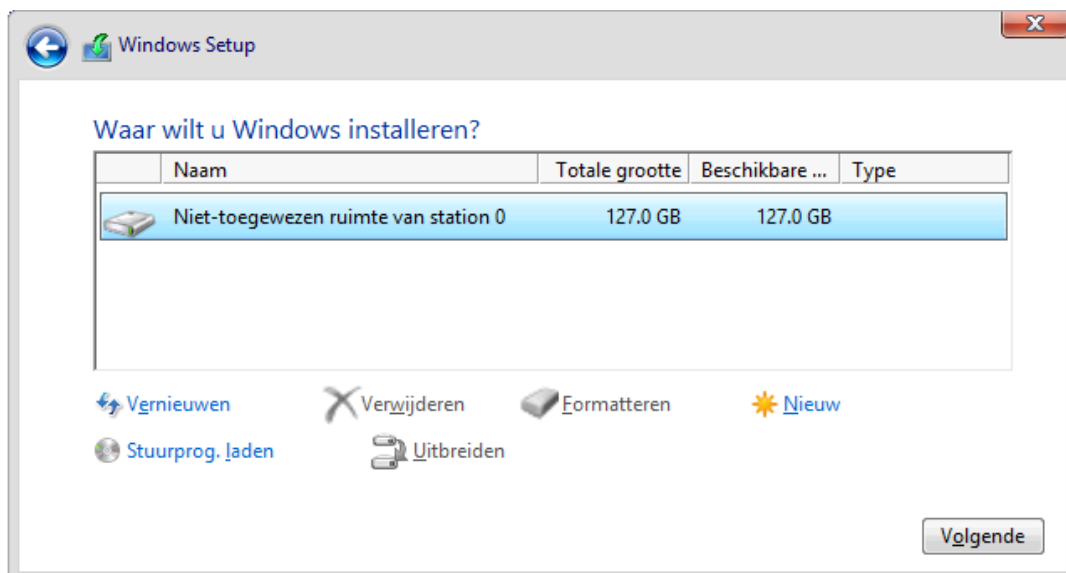 Windows Setup
Waar wilt u Windows installeren?
Naam Totale grootte Beschikbare ... Type
Niet-toegewezen ruimte van station 0 127.0 GB 127.0 GB
Vernieuwen Verwijderen Formatteren Nieuw
Stuurprog. laden Uitbreiden
Volgende